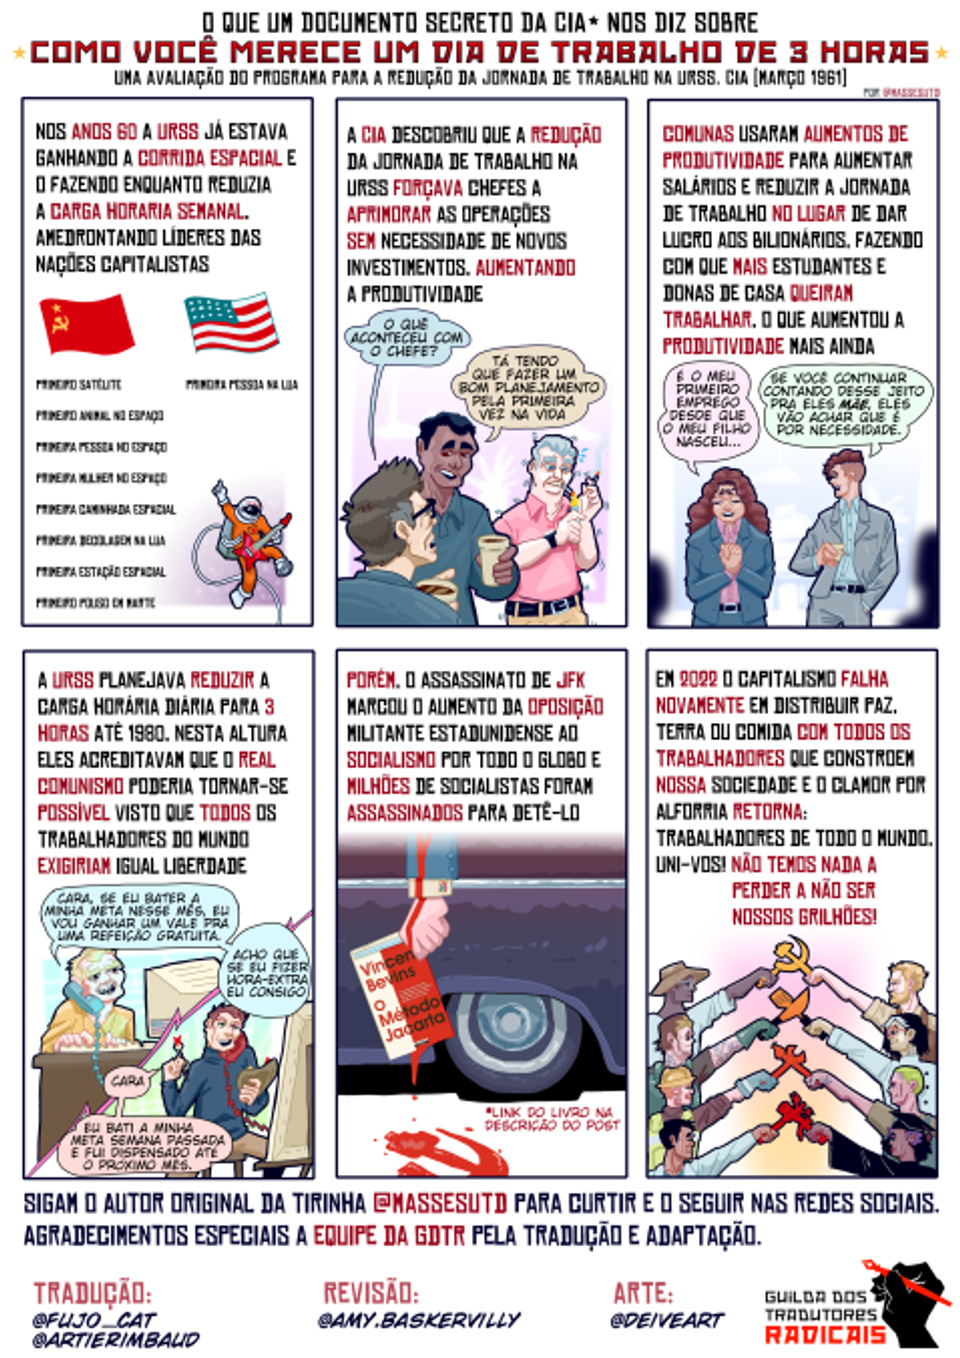 O QUE UM DOCUMENTO SECRETO DA CIA* NOS DIZ SOBRE
COMO VOCÊ MERECE UM DIA DE TRABALHO DE 3 HORAS
UMA AVALIAÇÃO DO PROGRAMA PARA A REDUÇÃO DA JORNADA DE TRABALHO NA URSS. CIA (MARÇO 1961)
POR @MASSESUTD
NOS ANOS 60 A URSS JÁ ESTAVA
GANHANDO A CORRIDA ESPACIAL E
O FAZENDO ENQUANTO REDUZIA
A CARGA HORARIA SEMANAL.
AMEDRONTANDO LÍDERES DAS
NAÇÕES CAPITALISTAS
PRIMEIRO SATÉLITE
PRIMEIRA PESSOA NA LUA
PRIMEIRO ANIMAL NO ESPAÇO
PRIMEIRA PESSOA NO ESPAÇO
PRIMEIRA MULHER NO ESPAÇO
PRIMEIRA CAMINHADA ESPACIAL
PRIMEIRA DECOLAGEM NA LUA
PRIMEIRA ESTAÇÃO ESPACIAL
PRIMEIRO POUSO EM MARTE
A CIA DESCOBRIU QUE A REDUÇÃO
DA JORNADA DE TRABALHO NA
URSS FORÇAVA CHEFES A
APRIMORAR AS OPERAÇÕES
SEM NECESSIDADE DE NOVOS
INVESTIMENTOS. AUMENTANDO
A PRODUTIVIDADE
O QUE
ACONTECEU COM
O CHEFE?
TÁ TENDO
QUE FAZER UM
BOM PLANEJAMENTO
PELA PRIMEIRA
VEZ NA VIDA
COMUNAS USARAM AUMENTOS DE
PRODUTIVIDADE PARA AUMENTAR
SALÁRIOS E REDUZIR A JORNADA
DE TRABALHO NO LUGAR DE DAR
LUCRO AOS BILIONÁRIOS. FAZENDO
COM QUE MAIS ESTUDANTES E
DONAS DE CASA QUEIRAM
TRABALHAR. O QUE AUMENTOU A
PRODUTIVIDADE MAIS AINDA
É O MEU
PRIMEIRO
EMPREGO
DESDE QUE
O MEU FILHO
NASCEU...
SE VOCÊ CONTINUAR
CONTANDO DESSE JEITO
PRA ELES MÃE, ELES
VÃO ACHAR QUE É
POR NECESSIDADE.
A URSS PLANEJAVA REDUZIR A
CARGA HORÁRIA DIÁRIA PARA 3
HORAS ATÉ 1980. NESTA ALTURA
ELES ACREDITAVAM QUE O REAL
COMUNISMO PODERIA TORNAR-SE
POSSÍVEL VISTO QUE TODOS OS
TRABALHADORES DO MUNDO
EXIGIRIAM IGUAL LIBERDADE
CARA, SE EU BATER A
MINHA META NESSE MÊS, EU
VOU GANHAR UM VALE PRA
UMA REFEIÇÃO GRATUITA.
ACHO QUE
SE EU FIZER
HORA-EXTRA
EU CONSIGO
CARA
EU BATI A MINHA
META SEMANA PASSADA
E FUI DISPENSADO ATÉ
O PROXIMO MÊS.
PORÉM. O ASSASSINATO DE JFK
MARCOU O AUMENTO DA OPOSIÇÃO
MILITANTE ESTADUNIDENSE AO
SOCIALISMO POR TODO O GLOBO E
MILHÕES DE SOCIALISTAS FORAM
ASSASSINADOS PARA DETÊ-LO
Vincen
Bevins
O
Método
Jacarta
*LINK DO LIVRO NA
DESCRIÇÃO DO POST
EM 2022 O CAPITALISMO FALHA
NOVAMENTE EM DISTRIBUIR PAZ.
TERRA OU COMIDA COM TODOS OS
TRABALHADORES QUE CONSTROEM
NOSSA SOCIEDADE E O CLAMOR POR
ALFORRIA RETORNA:
TRABALHADORES DE TODO O MUNDO.
UNI-VOS! NÃO TEMOS NADA A
PERDER A NÃO SER
NOSSOS GRILHÕES!
SIGAM O AUTOR ORIGINAL DA TIRINHA @MASSESUTD PARA CURTIR E O SEGUIR NAS REDES SOCIAIS.
AGRADECIMENTOS ESPECIAIS A EQUIPE DA GDTR PELA TRADUÇÃO E ADAPTAÇÃO.
TRADUÇÃO:
@FUJO_CAT
@ARTIERIMBAUD
REVISÃO:
@AMY.BASKERVILLY
ARTE:
@DEIVEART
GUILDA DOS
TRADUTORES
RADICAIS